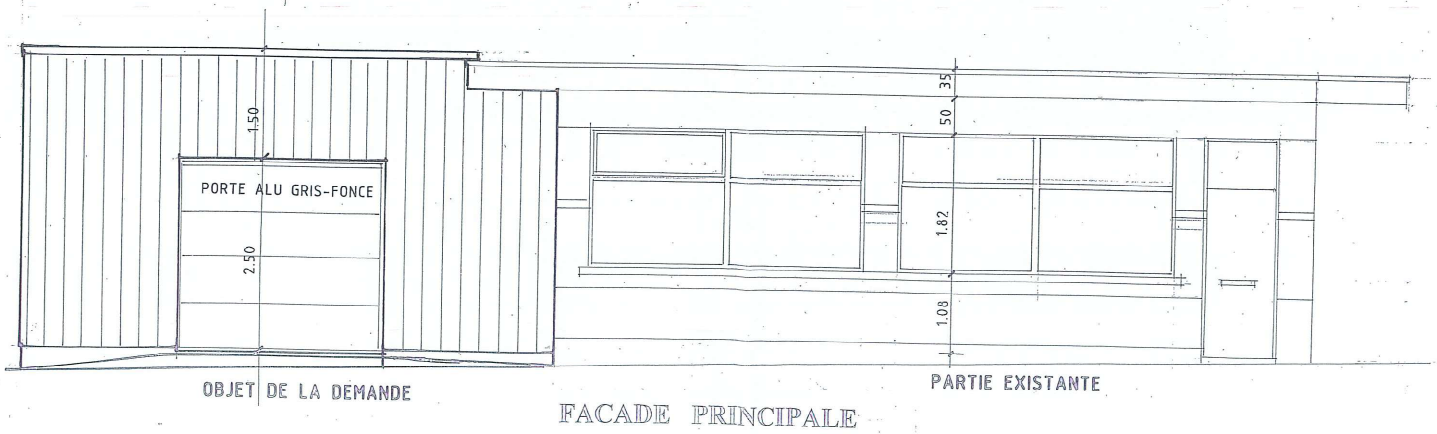 1.50
PORTE ALU GRIS-FONCE
2.50
35
50
1.82
1.08
OBJET DE LA DEMANDE
PARTIE EXISTANTE
FACADE PRINCIPALE